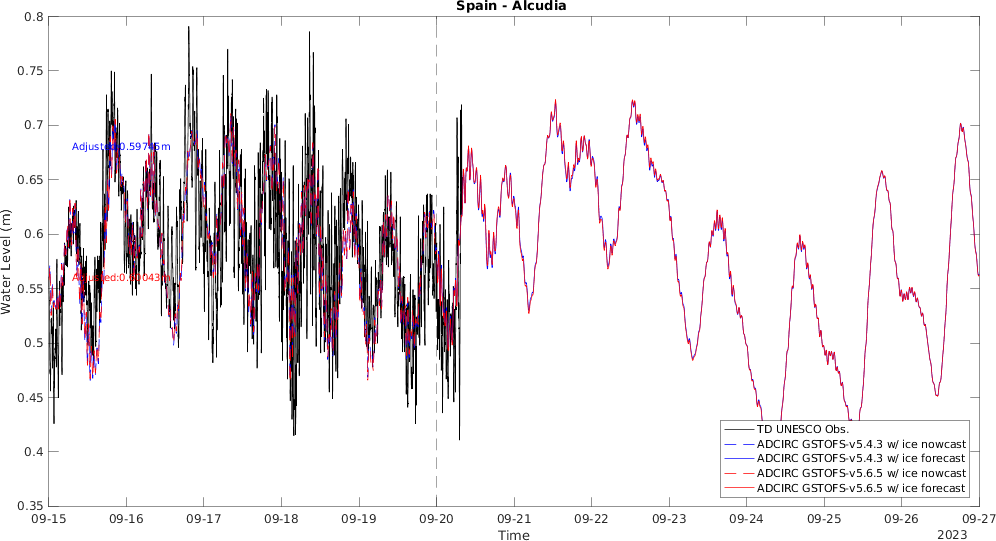 Spain - Alcudia
Water Level (m)
0.8
0.75
0.7
0.65
0.6
0.55
0.5
0.45
0.4
0.35
Adjusted:0.59745m
TD UNESCO Obs.
ADCIRC GSTOFS-v5.4.3 w/ ice nowcast
ADCIRC GSTOFS-v5.4.3 w/ ice forecast
ADCIRC GSTOFS-v5.6.5 w/ ice nowcast
ADCIRC GSTOFS-v5.6.5 w/ ice forecast
09-15 09-16 09-17 09-18 09-19 09-20 09-21 09-22 09-23 09-24 09-25 09-26 09-27
Time
2023